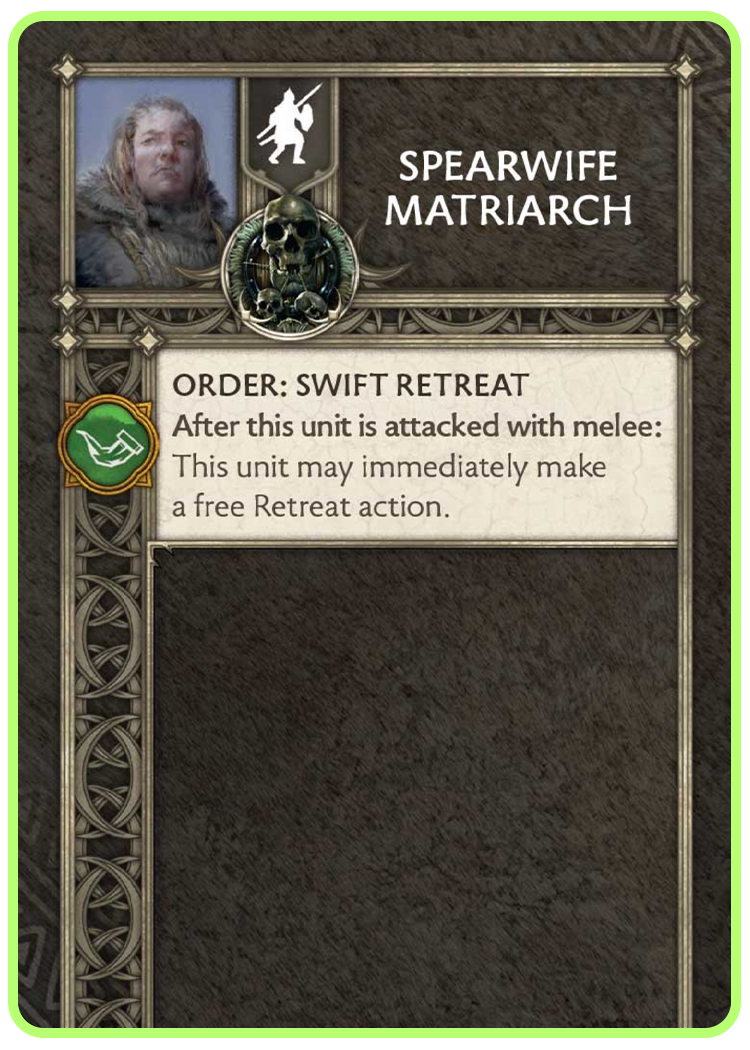 SPEARWIFE
MATRIARCH
ORDER: SWIFT RETREAT
After this unit is attacked with melee:
This unit may immediately make
a free Retreat action.